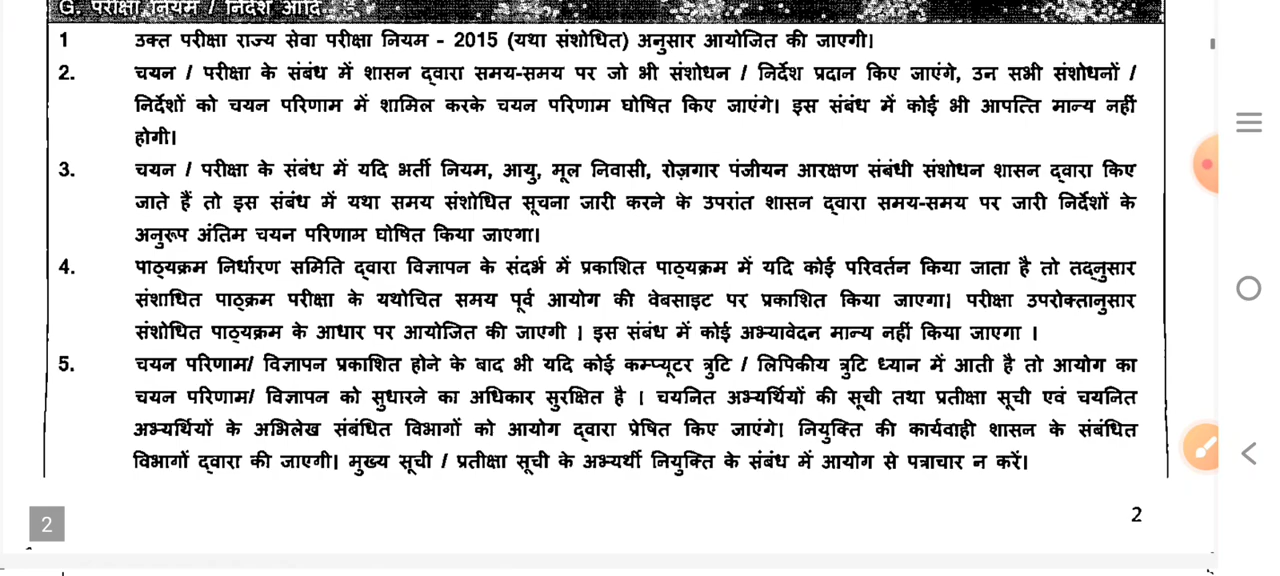 G. परीक्षा नियम / निर्देश आदि
1 उक्त परीक्षा राज्य सेवा परीक्षा नियम - 2015 (यथा संशोधित) अनुसार आयोजित की जाएगी।
2. चयन / परीक्षा के संबंध में शासन द्वारा समय-समय पर जो भी संशोधन / निर्देश प्रदान किए जाएंगे, उन सभी संशोधनों /
निर्देशों को चयन परिणाम में शामिल करके चयन परिणाम घोषित किए जाएंगे। इस संबंध में कोई भी आपत्ति मान्य नहीं
होगी।
3. चयन / परीक्षा के संबंध में यदि भर्ती नियम, आयु, मूल निवासी, रोज़गार पंजीयन आरक्षण संबंधी संशोधन शासन द्वारा किए
जाते हैं तो इस संबंध में यथा समय संशोधित सूचना जारी करने के उपरांत शासन द्वारा समय-समय पर जारी निर्देशों के
अनुरूप अंतिम चयन परिणाम घोषित किया जाएगा।
4. पाठ्यक्रम निर्धारण समिति द्वारा विज्ञापन के संदर्भ में प्रकाशित पाठ्यक्रम में यदि कोई परिवर्तन किया जाता है तो तद्नुसार
संशाधित पाठ्क्रम परीक्षा के यथोचित समय पूर्व आयोग की वेबसाइट पर प्रकाशित किया जाएगा| परीक्षा उपरोक्तानुसार
संशोधित पाठ्यक्रम के आधार पर आयोजित की जाएगी । इस संबंध में कोई अभ्यावेदन मान्य नहीं किया जाएगा ।
5. चयन परिणाम/ विज्ञापन प्रकाशित होने के बाद भी यदि कोई कम्प्यूटर त्रुटि / लिपिकीय त्रुटि ध्यान में आती है तो आयोग का
चयन परिणाम/ विज्ञापन को सुधारने का अधिकार सुरक्षित है । चयनित अभ्यर्थियों की सूची तथा प्रतीक्षा सूची एवं चयनित
अभ्यर्थियों के अभिलेख संबंधित विभागों को आयोग द्वारा प्रेषित किए जाएंगे। नियुक्ति की कार्यवाही शासन के संबंधित
विभागों द्वारा की जाएगी। मुख्य सूची / प्रतीक्षा सूची के अभ्यर्थी नियुक्ति के संबंध में आयोग से पत्राचार न करें।
2
2